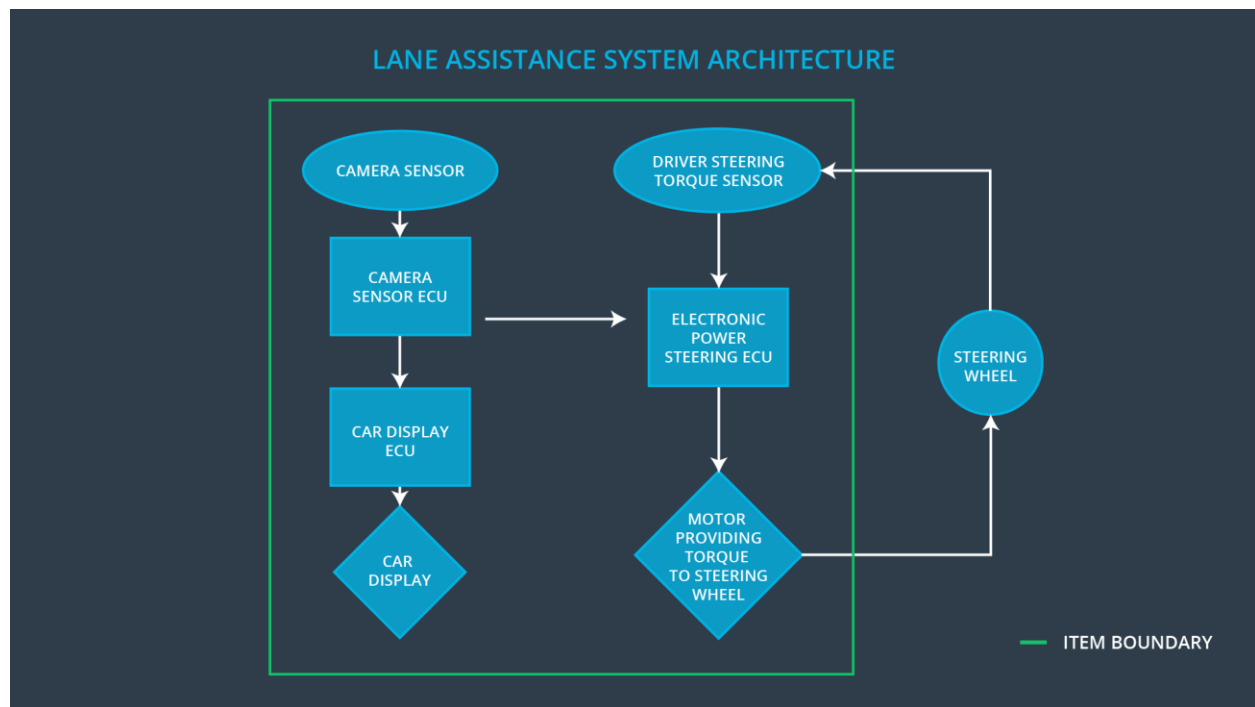 LANE ASSISTANCE SYSTEM ARCHITECTURE
CAMERA SENSOR
CAMERA
SENSOR ECU
CAR DISPLAY
ECU
CAR
DISPLAY
DRIVER STEERING
TORQUE SENSOR
ELECTRONIC
POWER
STEERING ECU
MOTOR
PROVIDING
TORQUE
TO STEERING
WHEEL
STEERING
WHEEL
ITEM BOUNDARY